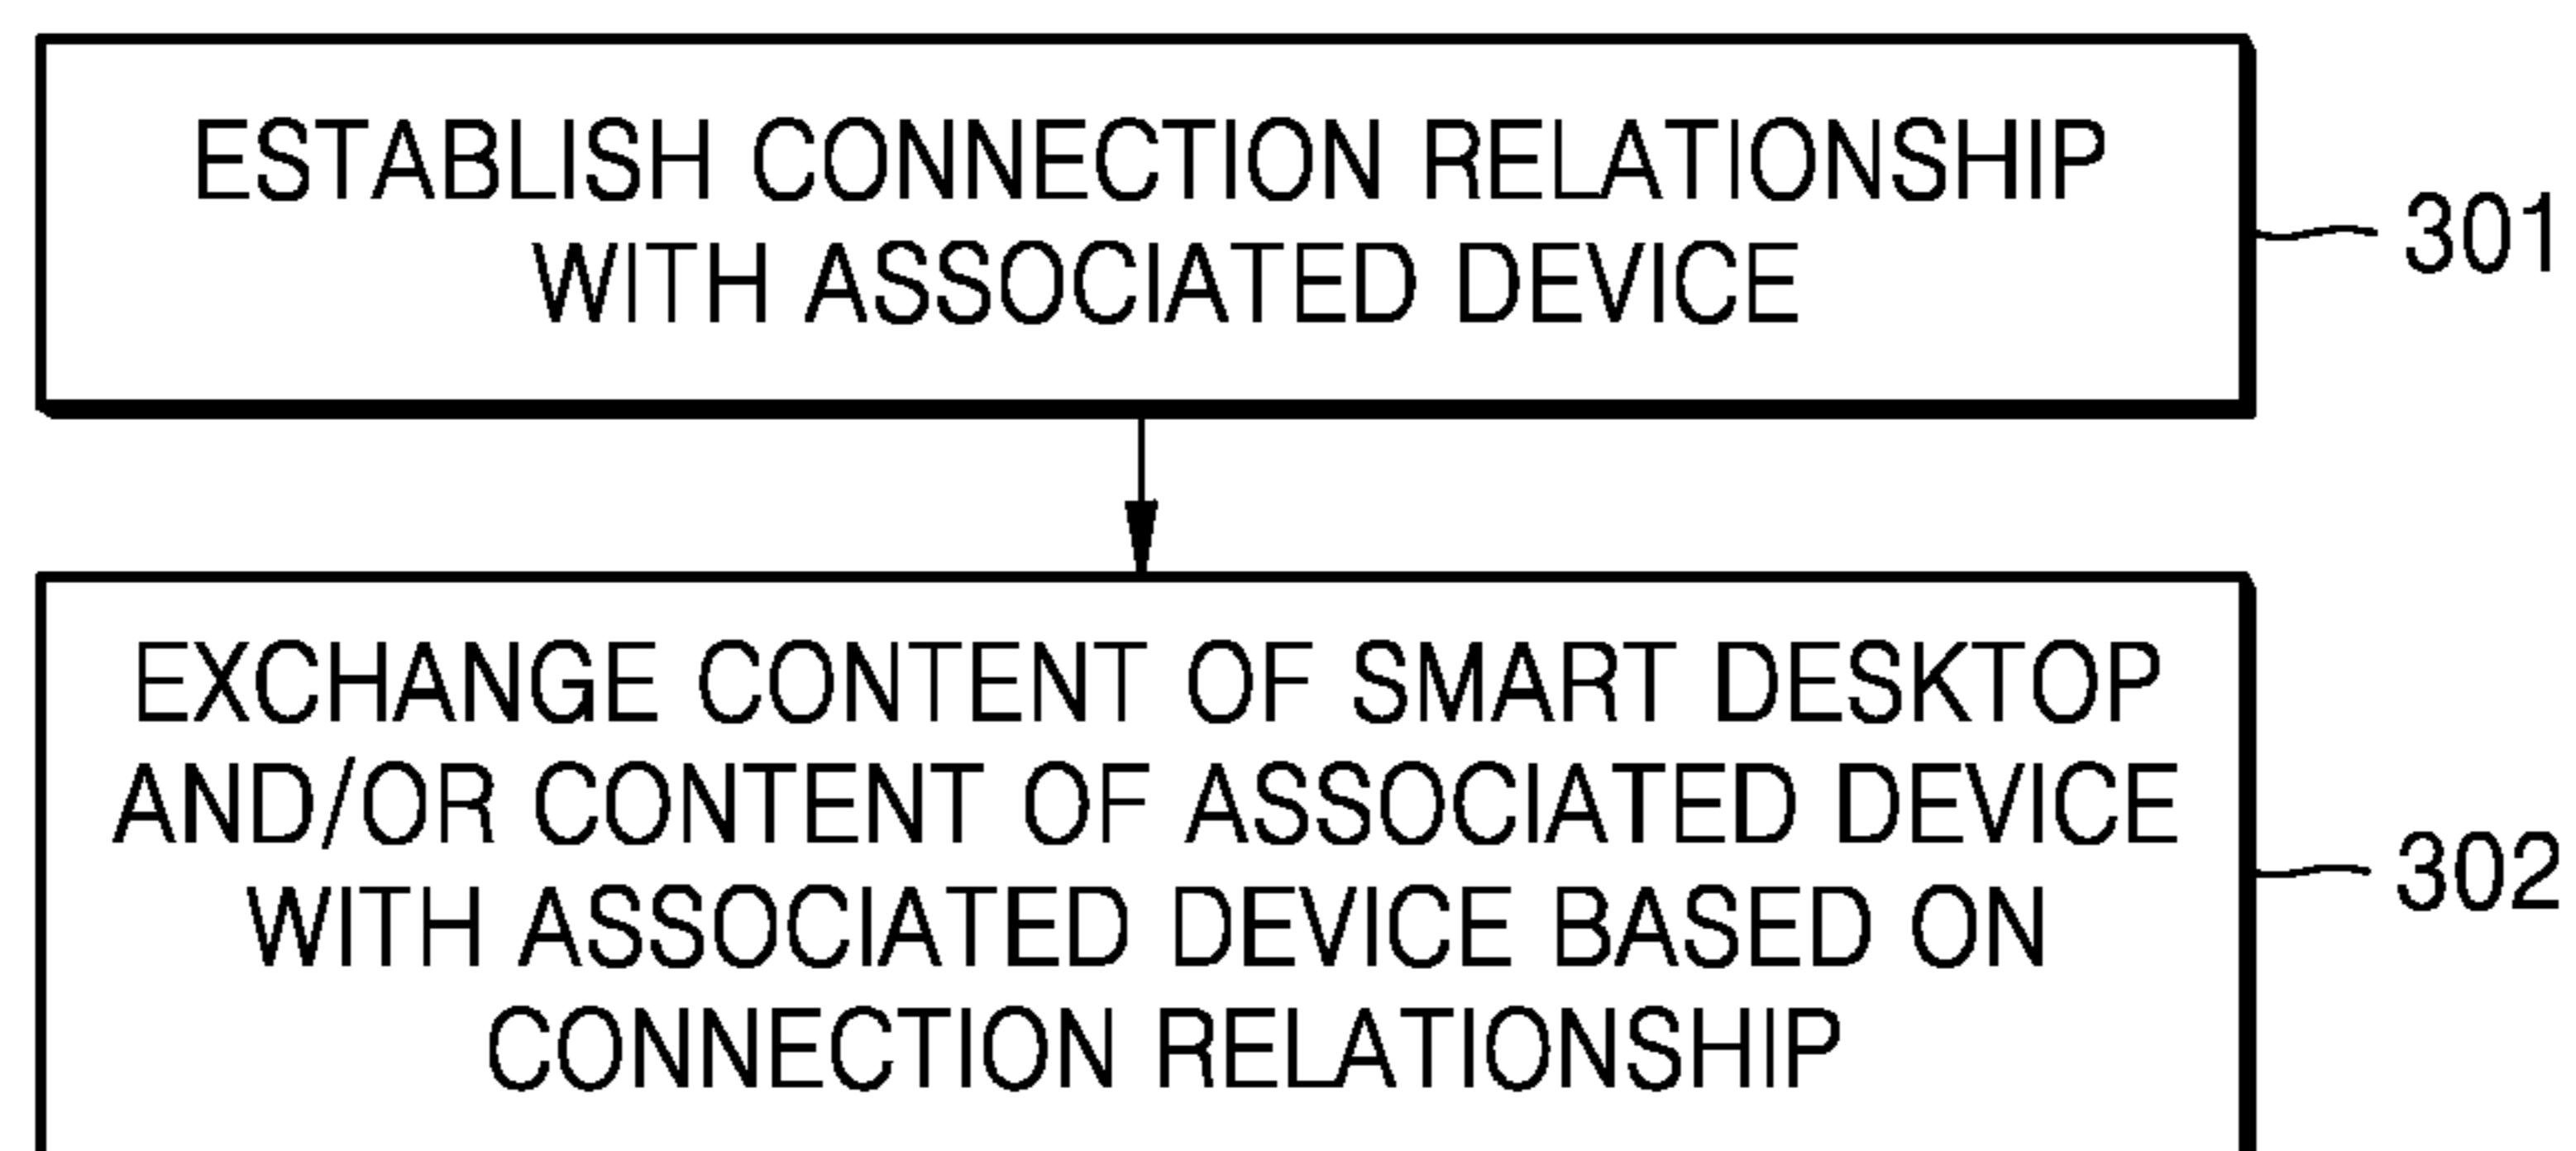 ESTABLISH CONNECTION RELATIONSHIP
WITH ASSOCIATED DEVICE
301
EXCHANGE CONTENT OF SMART DESKTOP
AND/OR CONTENT OF ASSOCIATED DEVICE
WITH ASSOCIATED DEVICE BASED ON
CONNECTION RELATIONSHIP
302